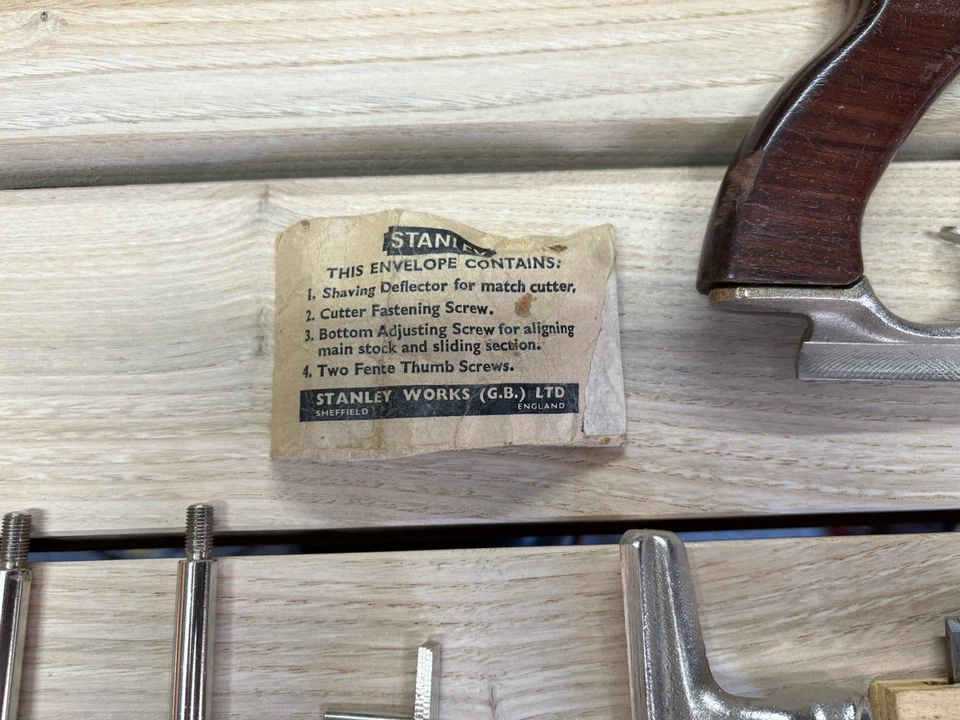 STANLEY
THIS ENVELOPE CONTAINS:
1. Shaving Deflector for match cutter.
2. Cutter Fastening Screw.
3. Bottom Adjusting Screw for aligning
main stock and sliding section.
4. Two Fence Thumb Screws.
STANLEY WORKS (G.B.) LTD
SHEFFIELD ENGLAND